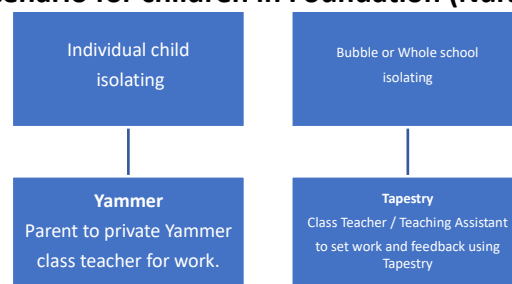 Individual child
isolating
Bubble or Whole school
isolating
Yammer
Parent to private Yammer
class teacher for work.
Tapestry
Class Teacher / Teaching Assistant
to set work and feedback using
Tapestry